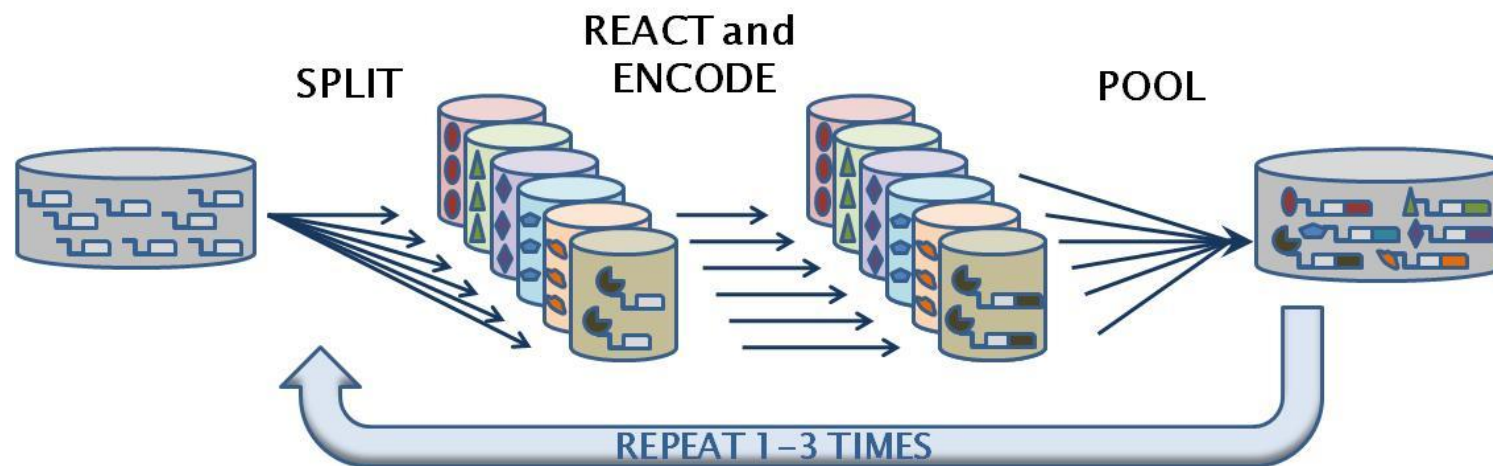 SPLIT
REACT and
ENCODE
POOL
REPEAT 1-3 TIMES